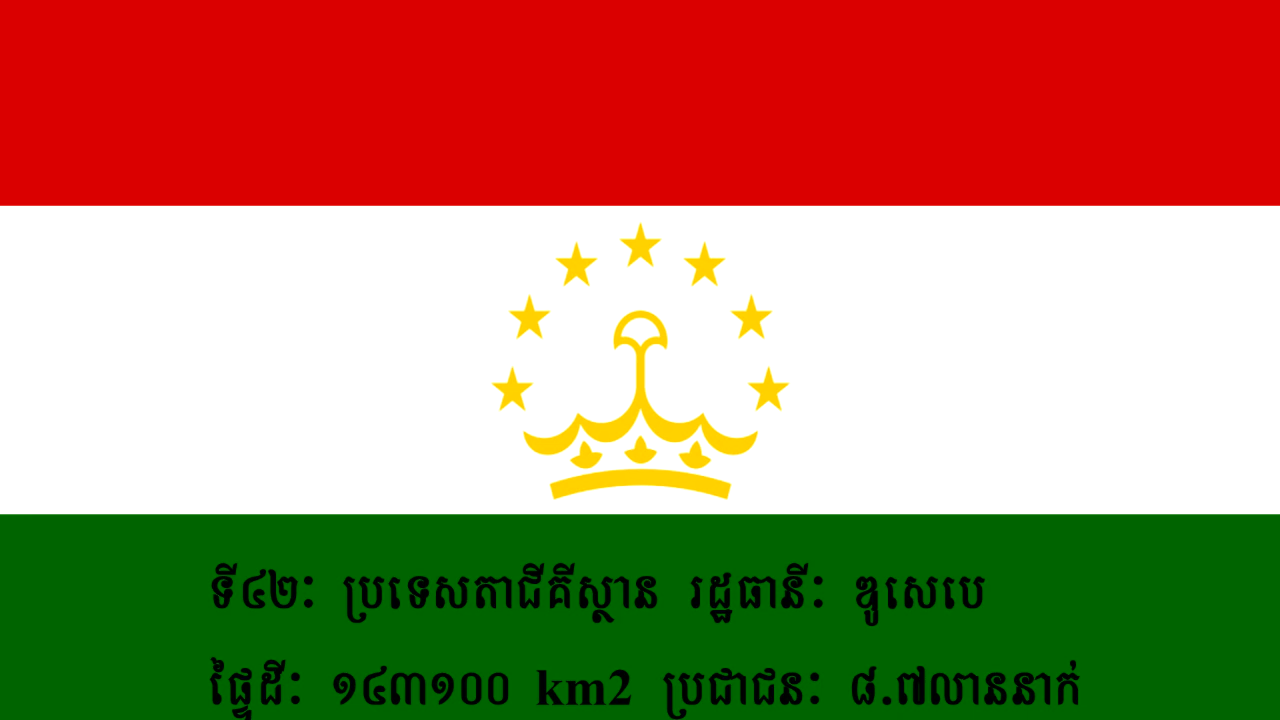 ទី៤២: ប្រទេសតាជីគីស្ថាន រដ្ឋធានី: ឌូសេបេ
ផ្ទៃដី: ១៤៣១០០ km2 ប្រជាជន: ៨.៧លាននាក់